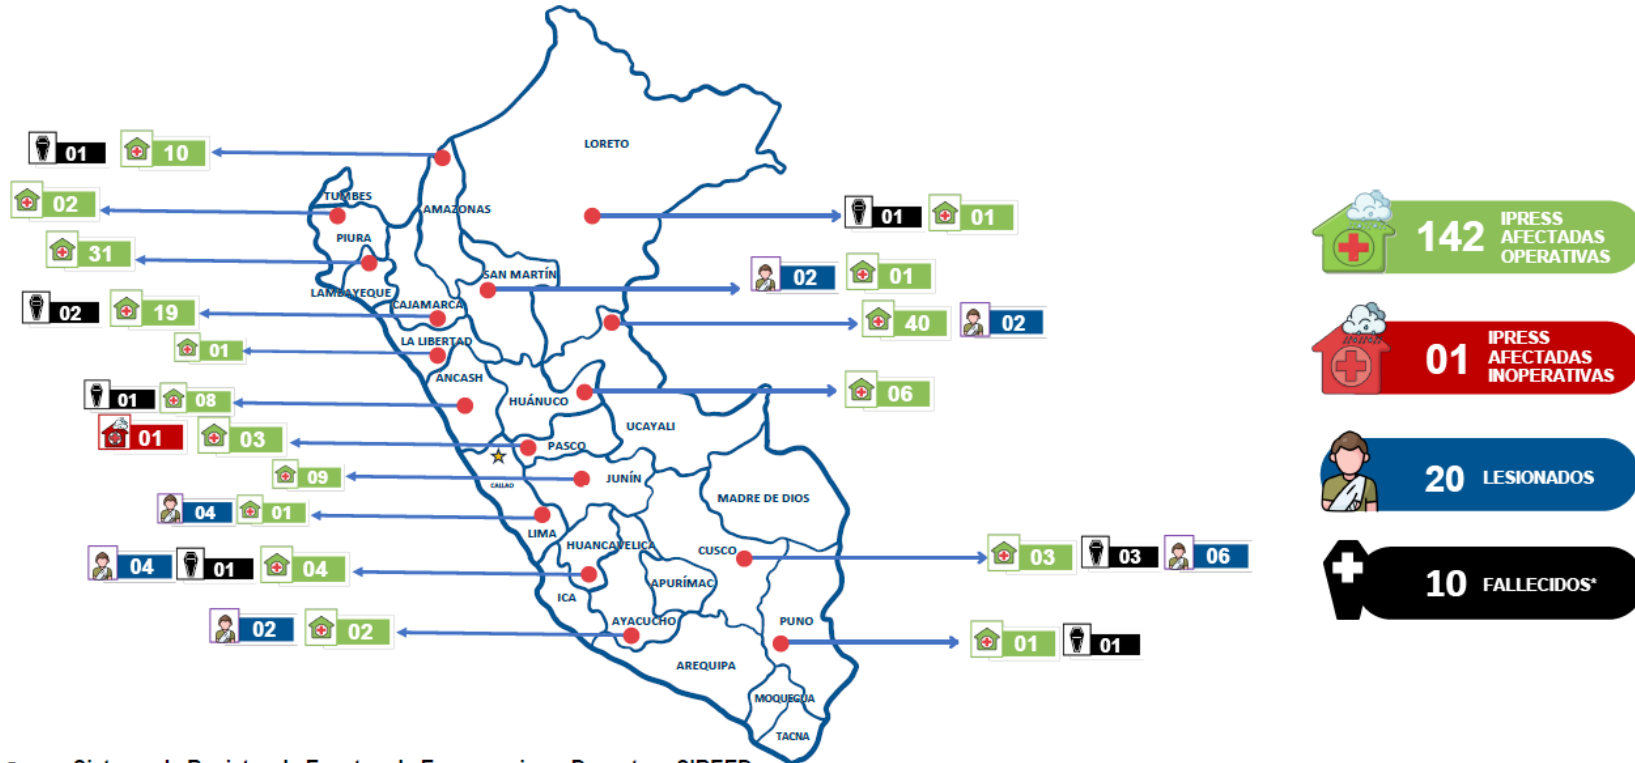 LORETO
01 10
TUMBES
02
AMAZONAS
01 01
PIURA
31
SAN MARTÍN
02 01
LAMBAYEQUE
CAJAMARCA
02 19
40 02
LA LIBERTAD
01
ANCASH
01 08
HUÁNUCO
06
UCAYALI
01 03
PASCO
09
CALLAO
JUNÍN
MADRE DE DIOS
04 01
LIMA
HUANCAVELICA
CUSCO
03 03 06
04 01 04
APURÍMAC
ICA
AYACUCHO
02 02
PUNO
01 01
AREQUIPA
MOQUEGUA
TACNA
142 IPRESS
AFECTADAS
OPERATIVAS
01 IPRESS
AFECTADAS
INOPERATIVAS
20 LESIONADOS
10 FALLECIDOS*